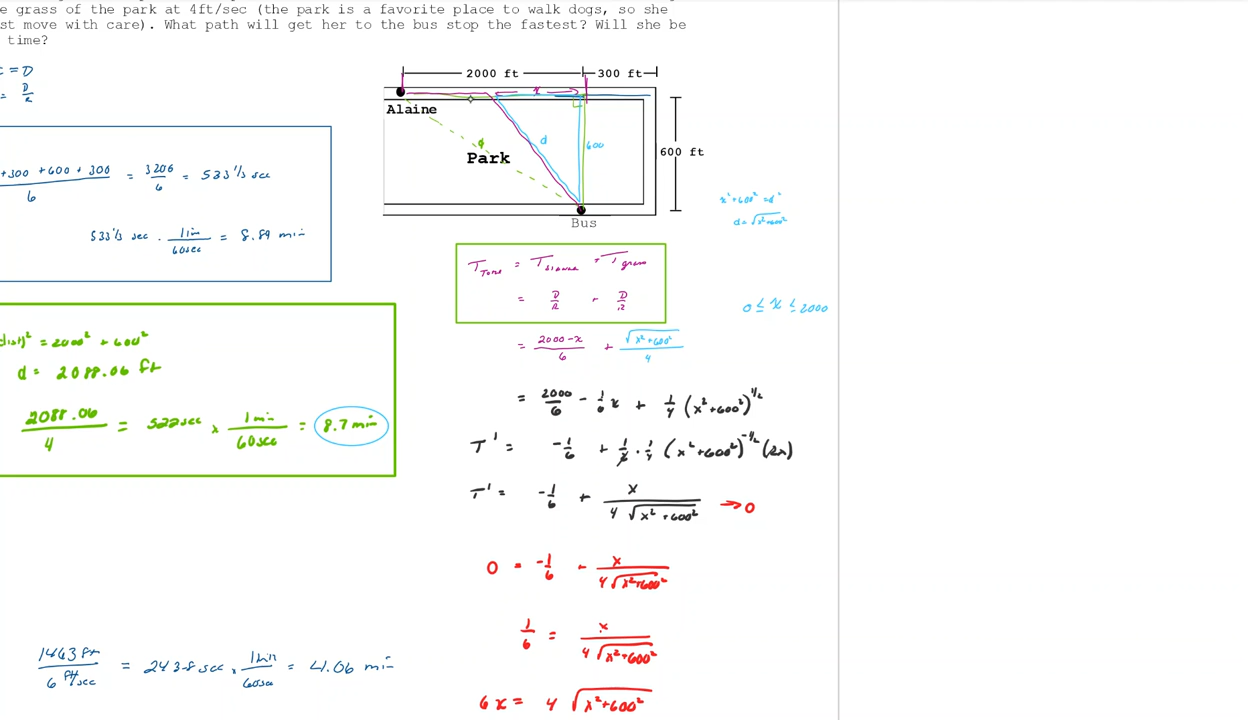 e grass of the park at 4ft/sec (the park is a favorite place to walk dogs, so she
st move with care). What path will get her to the bus stop the fastest? Will she be
time?
= D
= D/R
+300 + 600 + 300 / 6 = 3200/6 = 533 1/3 sec
533 1/3 sec · 1 min/60 sec = 8.89 min
dist)² = 2000² + 600²
d = 2088.06 ft
2088.06/4 = 522 sec × 1 min/60 sec = 8.7 min
1463 ft / 6 ft/sec = 243.8 sec × 1 min/60 sec = 4.06 min
2000 ft 300 ft
x
Alaine
d
600
Park
600 ft
Bus
x² + 600² = d²
d = √x²+600²
0 ≤ x ≤ 2000
= D/R + D/R
= 2000-x/6 + √x²+600²/4
= 2000/6 - 1/6 x + 1/4 (x²+600²)^1/2
T' = -1/6 + 1/2 · 1/4 (x²+600²)^-1/2 (2x)
T' = -1/6 + x/4√x²+600² → 0
0 = -1/6 + x/4√x²+600²
1/6 = x/4√x²+600²
6x = 4 √x²+600²